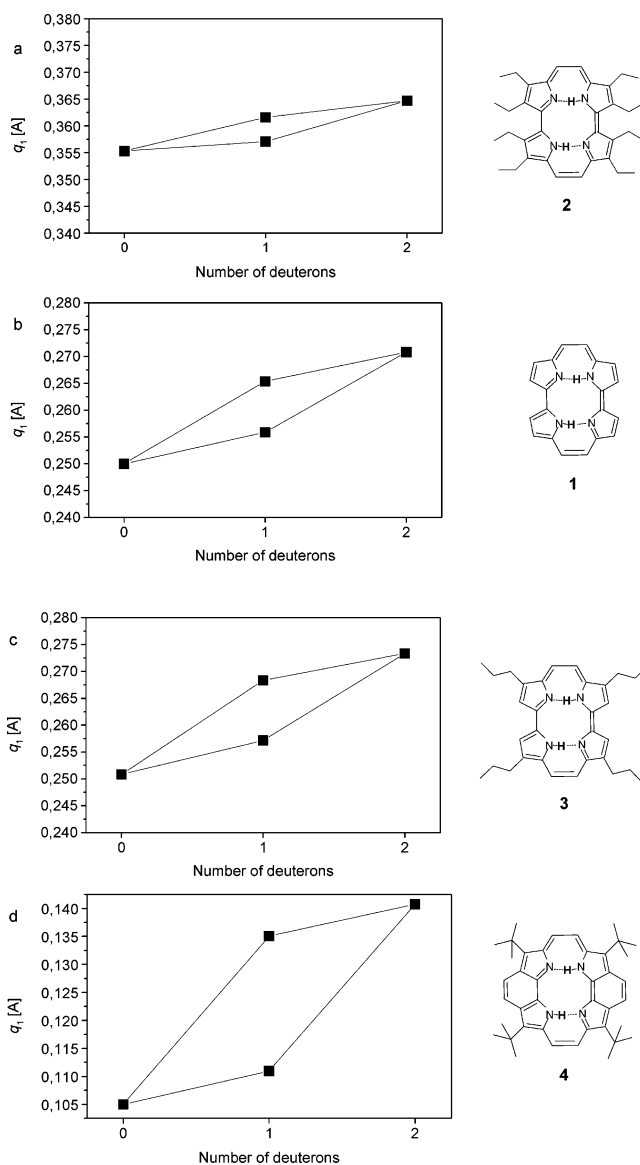 a
q1 [A]
0,380
0,375
0,370
0,365
0,360
0,355
0,350
0,345
0,340
0
1
2
Number of deuterons
N
H
N
N
H
N
2
b
q1 [A]
0,280
0,275
0,270
0,265
0,260
0,255
0,250
0,245
0,240
0
1
2
Number of deuterons
N
H
N
N
H
N
1
c
q1 [A]
0,280
0,275
0,270
0,265
0,260
0,255
0,250
0,245
0,240
0
1
2
Number of deuterons
N
H
N
N
H
N
3
d
q1 [A]
0,140
0,135
0,130
0,125
0,120
0,115
0,110
0,105
0
1
2
Number of deuterons
N
H
N
N
H
N
4